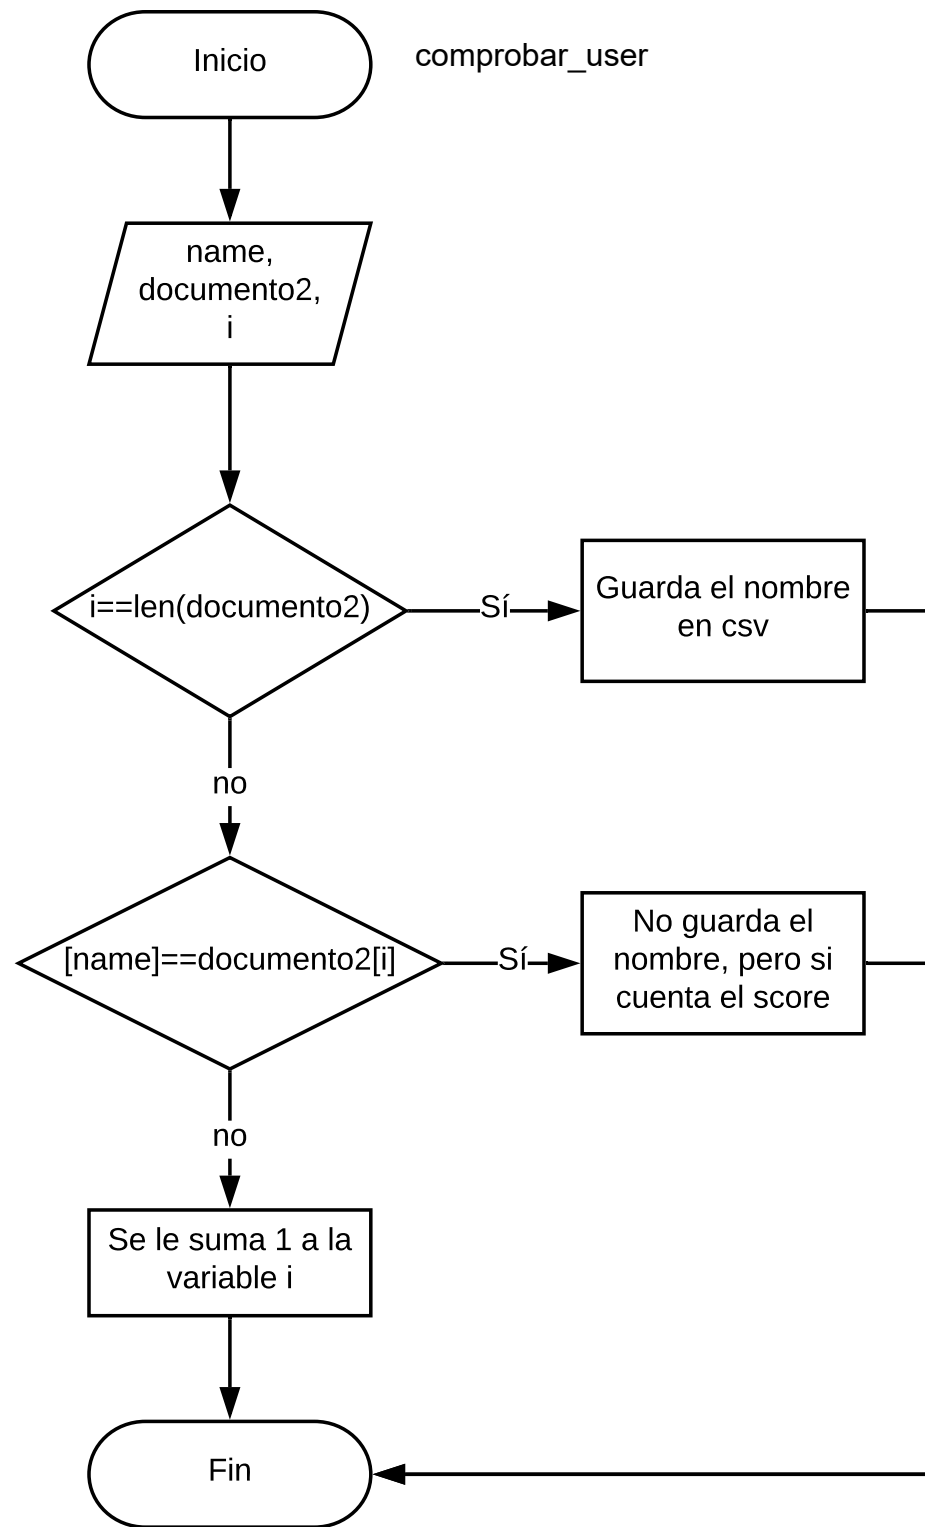 Inicio
comprobar_user
name,
documento2,
i
i==len(documento2)
Sí
Guarda el nombre
en csv
no
[name]==documento2[i]
Sí
No guarda el
nombre, pero si
cuenta el score
no
Se le suma 1 a la
variable i
Fin